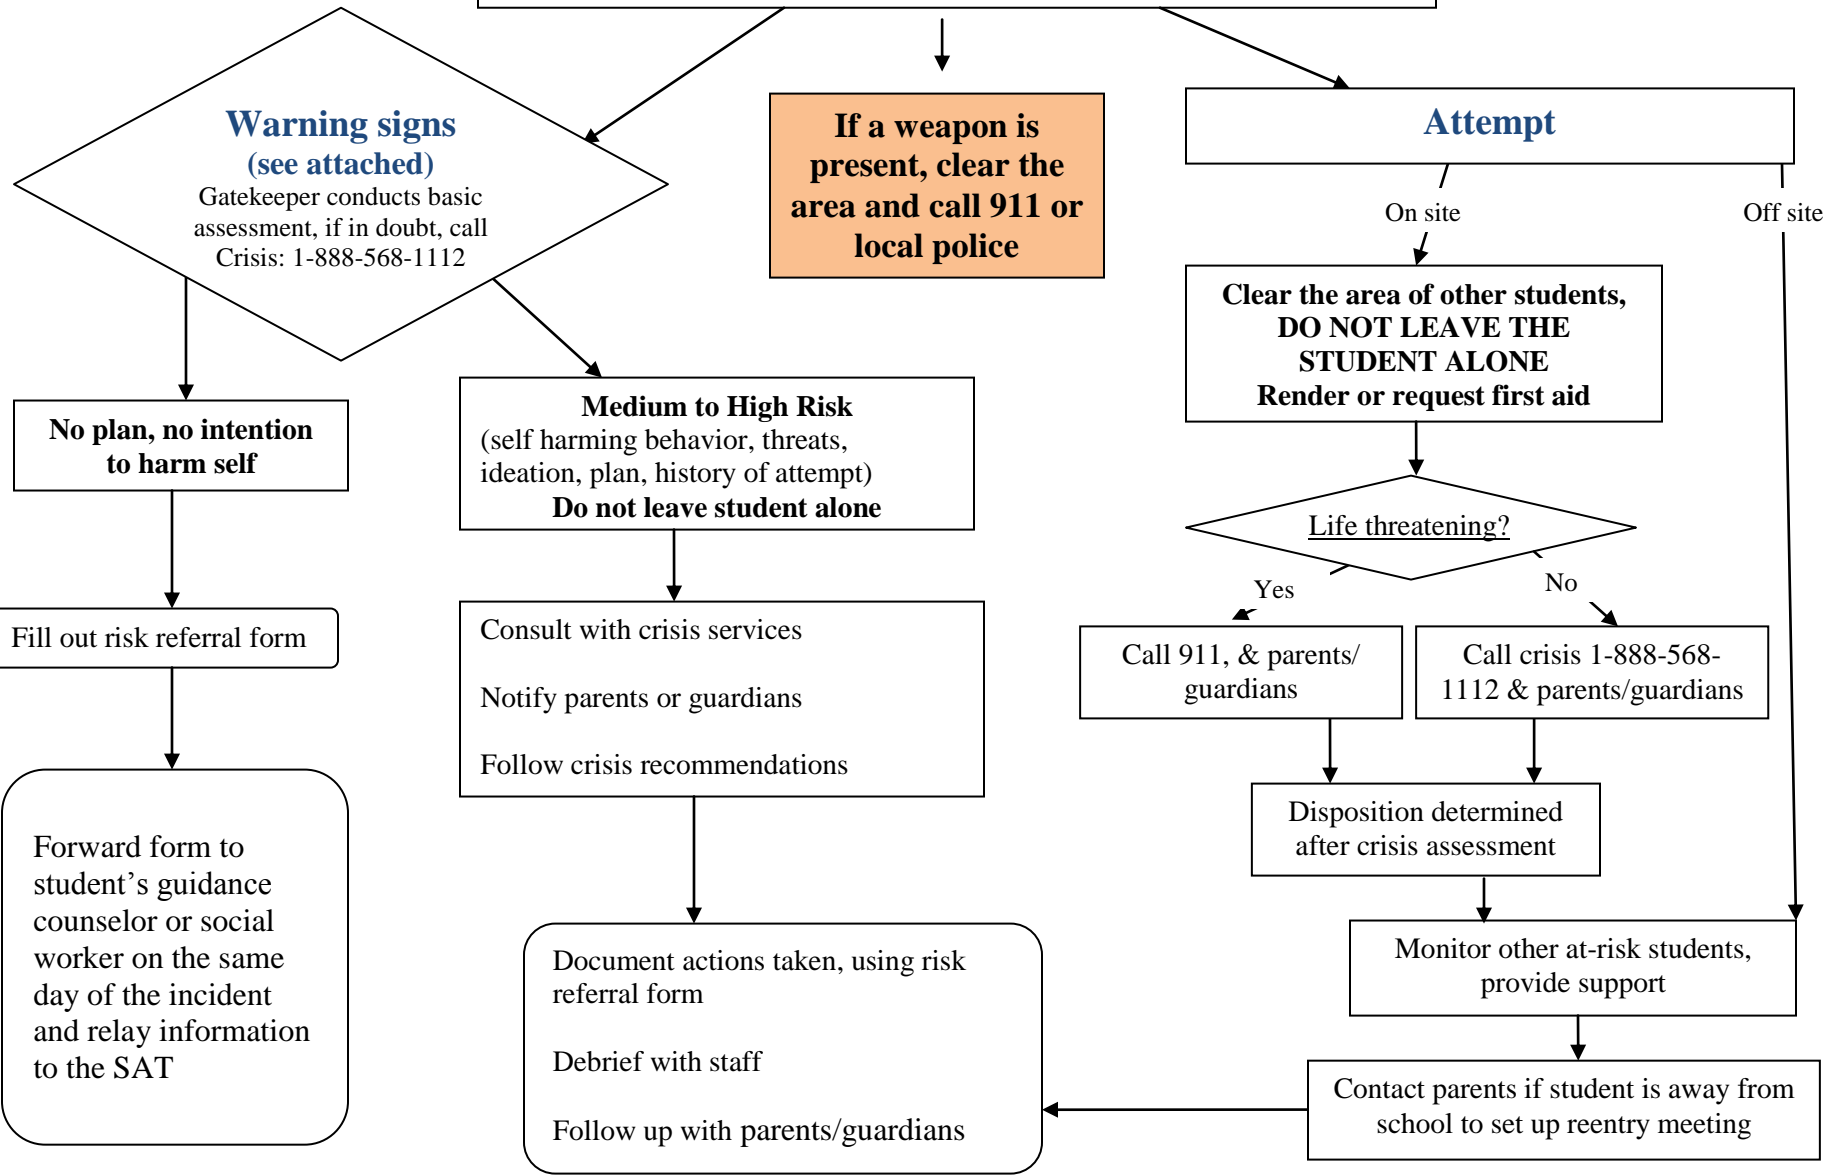 Warning signs
(see attached)
Gatekeeper conducts basic
assessment, if in doubt, call
Crisis: 1-888-568-1112
If a weapon is
present, clear the
area and call 911 or
local police
Attempt
On site
Off site
Clear the area of other students,
DO NOT LEAVE THE
STUDENT ALONE
Render or request first aid
No plan, no intention
to harm self
Medium to High Risk
(self harming behavior, threats,
ideation, plan, history of attempt)
Do not leave student alone
Life threatening?
Yes
No
Fill out risk referral form
Consult with crisis services
Notify parents or guardians
Follow crisis recommendations
Call 911, & parents/
guardians
Call crisis 1-888-568-
1112 & parents/guardians
Disposition determined
after crisis assessment
Forward form to
student’s guidance
counselor or social
worker on the same
day of the incident
and relay information
to the SAT
Document actions taken, using risk
referral form
Debrief with staff
Follow up with parents/guardians
Monitor other at-risk students,
provide support
Contact parents if student is away from
school to set up reentry meeting